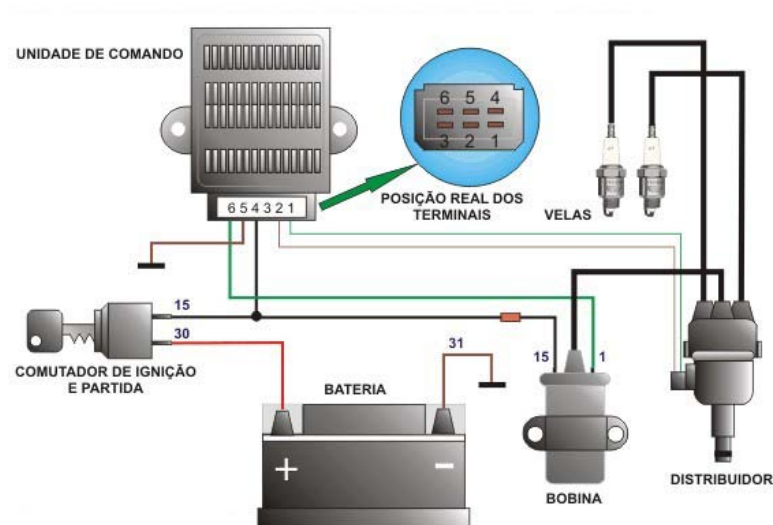 UNIDADE DE COMANDO
6 5 4
3 2 1
POSIÇÃO REAL DOS
TERMINAIS
VELAS
6 5 4 3 2 1
15
30
COMUTADOR DE IGNIÇÃO
E PARTIDA
31
15
1
BATERIA
+
-
BOBINA
DISTRIBUIDOR